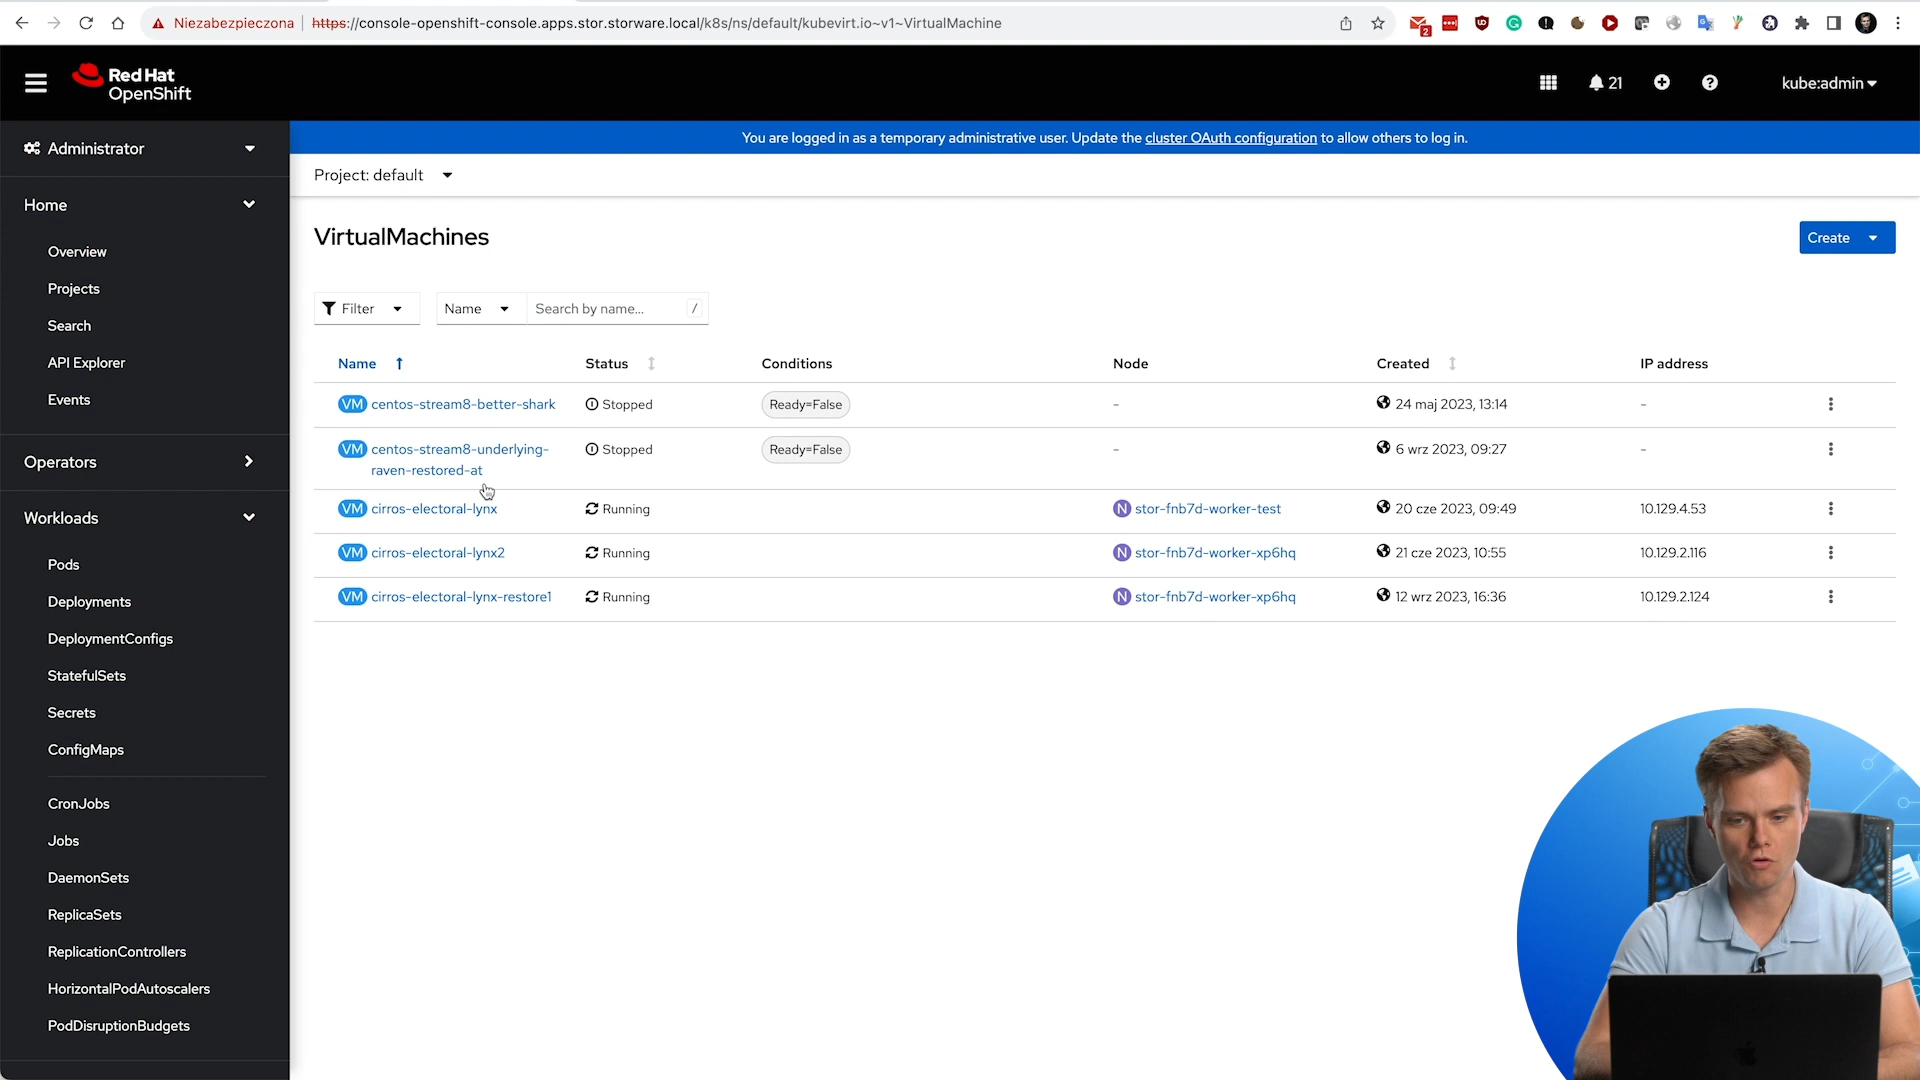 Niezabezpieczona https://console-openshift-console.apps.stor.storware.local/k8s/ns/default/kubevirt.io~v1~VirtualMachine
2
Red Hat
OpenShift
21
kube:admin
Administrator
You are logged in as a temporary administrative user. Update the cluster OAuth configuration to allow others to log in.
Project: default
Home
Overview
Projects
Search
API Explorer
Events
Operators
Workloads
Pods
Deployments
DeploymentConfigs
StatefulSets
Secrets
ConfigMaps
CronJobs
Jobs
DaemonSets
ReplicaSets
ReplicationControllers
HorizontalPodAutoscalers
PodDisruptionBudgets
VirtualMachines
Create
Filter
Name
Search by name...
/
Name Status Conditions Node Created IP address
VM centos-stream8-better-shark Stopped Ready=False - 24 maj 2023, 13:14 -
VM centos-stream8-underlying- Stopped Ready=False - 6 wrz 2023, 09:27 -
raven-restored-at
VM cirros-electoral-lynx Running N stor-fnb7d-worker-test 20 cze 2023, 09:49 10.129.4.53
VM cirros-electoral-lynx2 Running N stor-fnb7d-worker-xp6hq 21 cze 2023, 10:55 10.129.2.116
VM cirros-electoral-lynx-restore1 Running N stor-fnb7d-worker-xp6hq 12 wrz 2023, 16:36 10.129.2.124